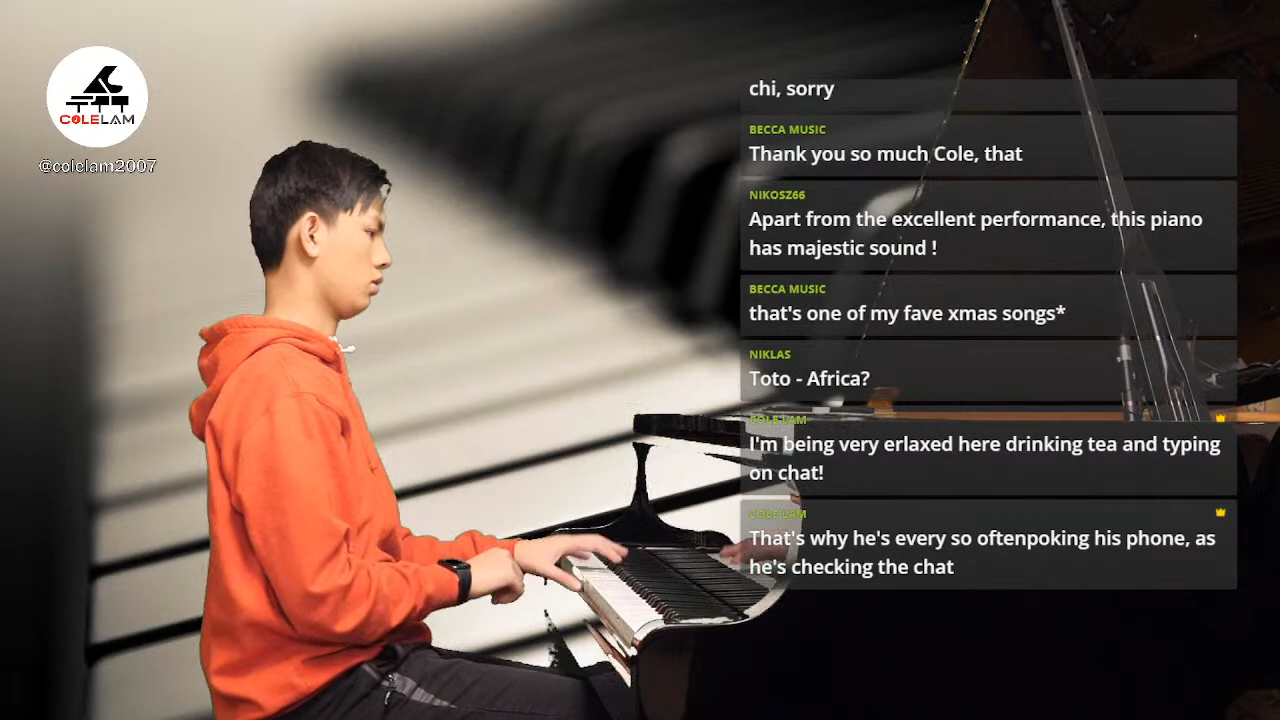 COLELAM
@colelam2007
chi, sorry
BECCA MUSIC
Thank you so much Cole, that
NIKOSZ66
Apart from the excellent performance, this piano
has majestic sound !
BECCA MUSIC
that's one of my fave xmas songs*
NIKLAS
Toto - Africa?
COLE LAM
I'm being very erlaxed here drinking tea and typing
on chat!
COLE LAM
That's why he's every so oftenpoking his phone, as
he's checking the chat